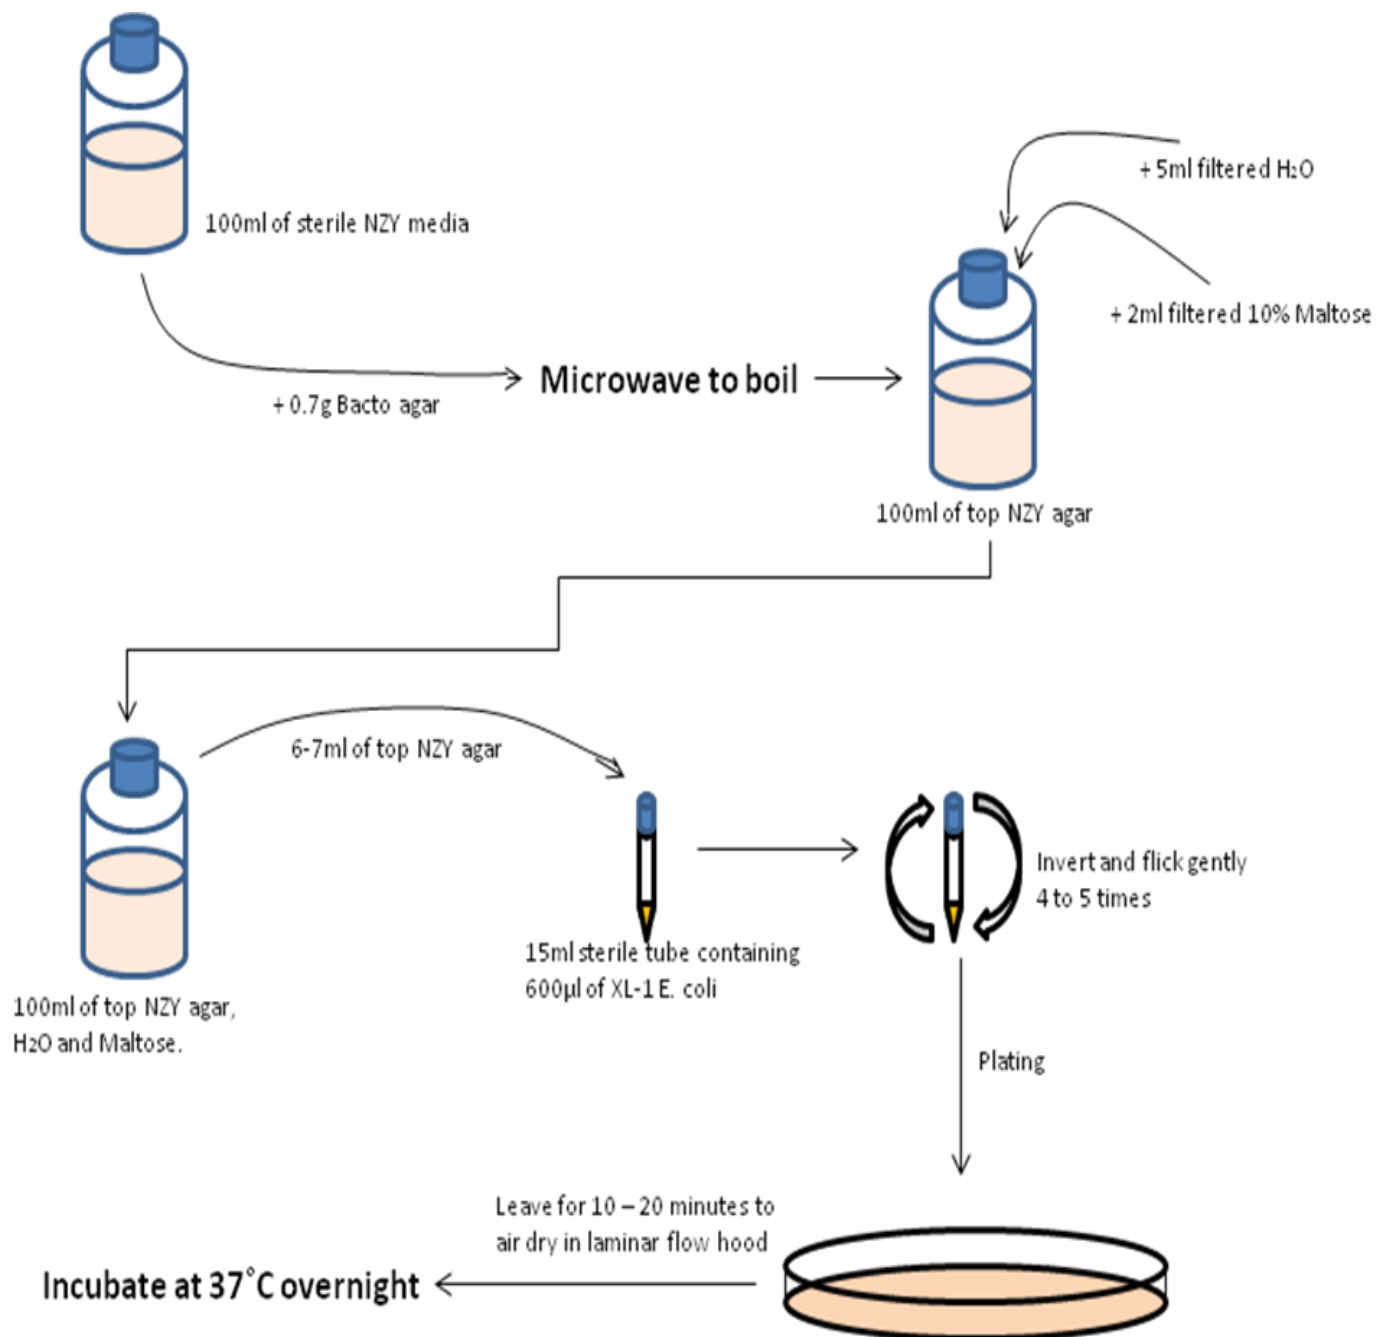 100ml of sterile NZY media
+ 5ml filtered H₂O
+ 2ml filtered 10% Maltose
+ 0.7g Bacto agar
Microwave to boil
100ml of top NZY agar
6-7ml of top NZY agar
100ml of top NZY agar,
H₂O and Maltose.
15ml sterile tube containing
600µl of XL-1 E. coli
Invert and flick gently
4 to 5 times
Plating
Leave for 10 – 20 minutes to
air dry in laminar flow hood
Incubate at 37˚C overnight